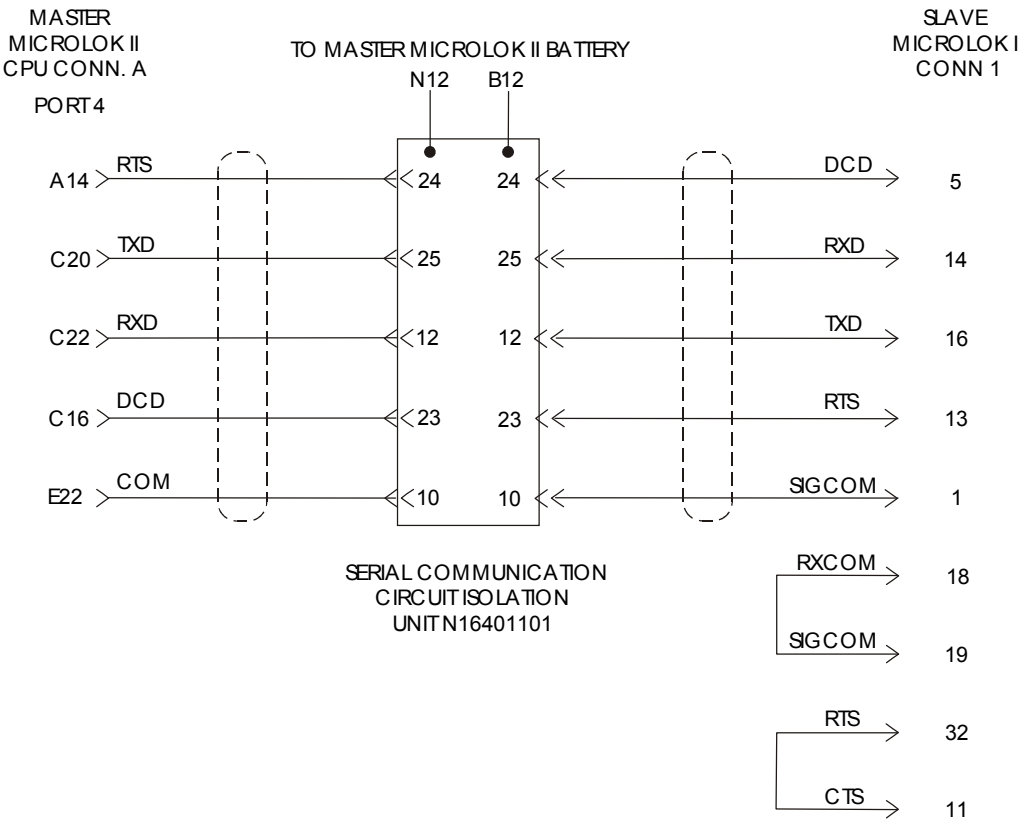 MASTER
MICROLOK II
CPU CONN. A
PORT 4
TO MASTER MICROLOK II BATTERY
N12 B12
SLAVE
MICROLOK I
CONN 1
A14 RTS 24 24 DCD 5
C20 TXD 25 25 RXD 14
C22 RXD 12 12 TXD 16
C16 DCD 23 23 RTS 13
E22 COM 10 10 SIGCOM 1
SERIAL COMMUNICATION
CIRCUIT ISOLATION
UNIT N16401101
RXCOM 18
SIGCOM 19
RTS 32
CTS 11